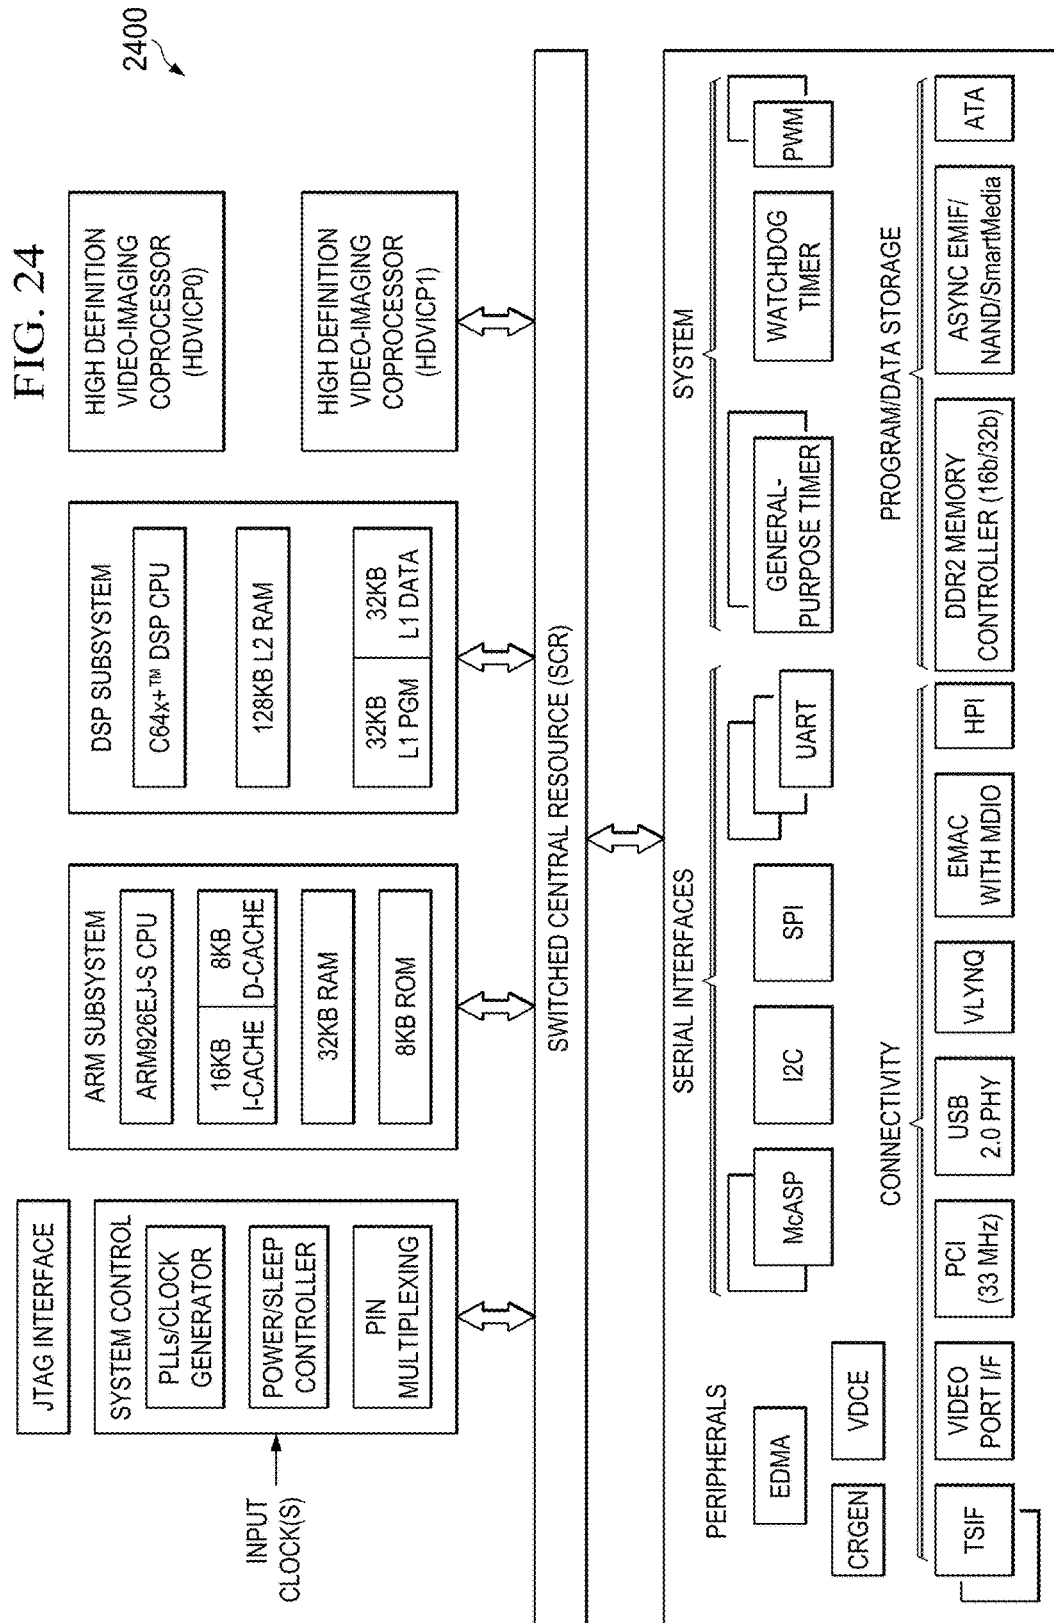 FIG. 24
2400
JTAG INTERFACE
INPUT
CLOCK(S)
SYSTEM CONTROL
PLLs/CLOCK
GENERATOR
POWER/SLEEP
CONTROLLER
PIN
MULTIPLEXING
ARM SUBSYSTEM
ARM926EJ-S CPU
16KB
I-CACHE
8KB
D-CACHE
32KB RAM
8KB ROM
DSP SUBSYSTEM
C64x+™ DSP CPU
128KB L2 RAM
32KB
L1 PGM
32KB
L1 DATA
HIGH DEFINITION
VIDEO-IMAGING
COPROCESSOR
(HDVICP0)
HIGH DEFINITION
VIDEO-IMAGING
COPROCESSOR
(HDVICP1)
SWITCHED CENTRAL RESOURCE (SCR)
PERIPHERALS
EDMA
CRGEN
VDCE
SERIAL INTERFACES
McASP
I2C
SPI
UART
SYSTEM
GENERAL-
PURPOSE TIMER
WATCHDOG
TIMER
PWM
CONNECTIVITY
TSIF
VIDEO
PORT I/F
PCI
(33 MHz)
USB
2.0 PHY
VLYNQ
EMAC
WITH MDIO
HPI
PROGRAM/DATA STORAGE
DDR2 MEMORY
CONTROLLER (16b/32b)
ASYNC EMIF/
NAND/SmartMedia
ATA